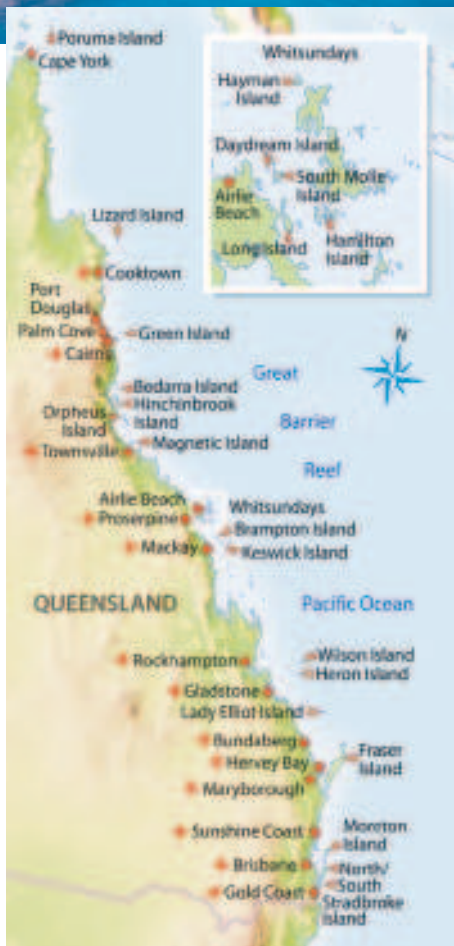 Poruma Island
Cape York
Whitsundays
Hayman
Island
Daydream Island
South Molle
Island
Airlie
Beach
Long Island
Hamilton
Island
Lizard Island
Cooktown
Port
Douglas
Palm Cove
Green Island
Cairns
N
Great
Barrier
Reef
Bedarra Island
Hinchinbrook
Island
Orpheus
Island
Magnetic Island
Townsville
Airlie Beach
Whitsundays
Proserpine
Brampton Island
Mackay
Keswick Island
QUEENSLAND
Pacific Ocean
Wilson Island
Rockhampton
Heron Island
Gladstone
Lady Elliot Island
Bundaberg
Hervey Bay
Fraser
Island
Maryborough
Sunshine Coast
Moreton
Island
Brisbane
North/
South
Stradbroke
Island
Gold Coast